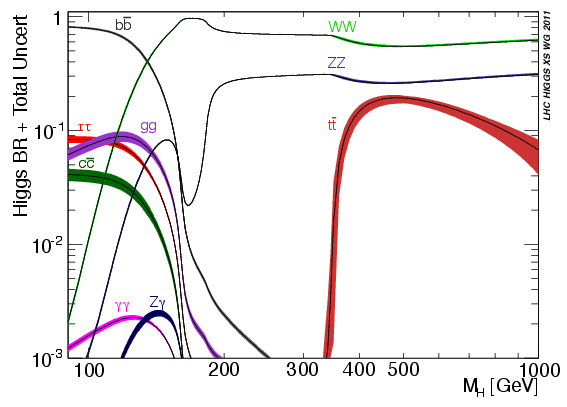 Higgs BR + Total Uncert
LHC HIGGS XS WG 2011
1
10⁻¹
10⁻²
10⁻³
bb̅
WW
ZZ
ττ
gg
tt̅
cc̅
γγ
Zγ
100 200 300 400 500 1000
M_H [GeV]